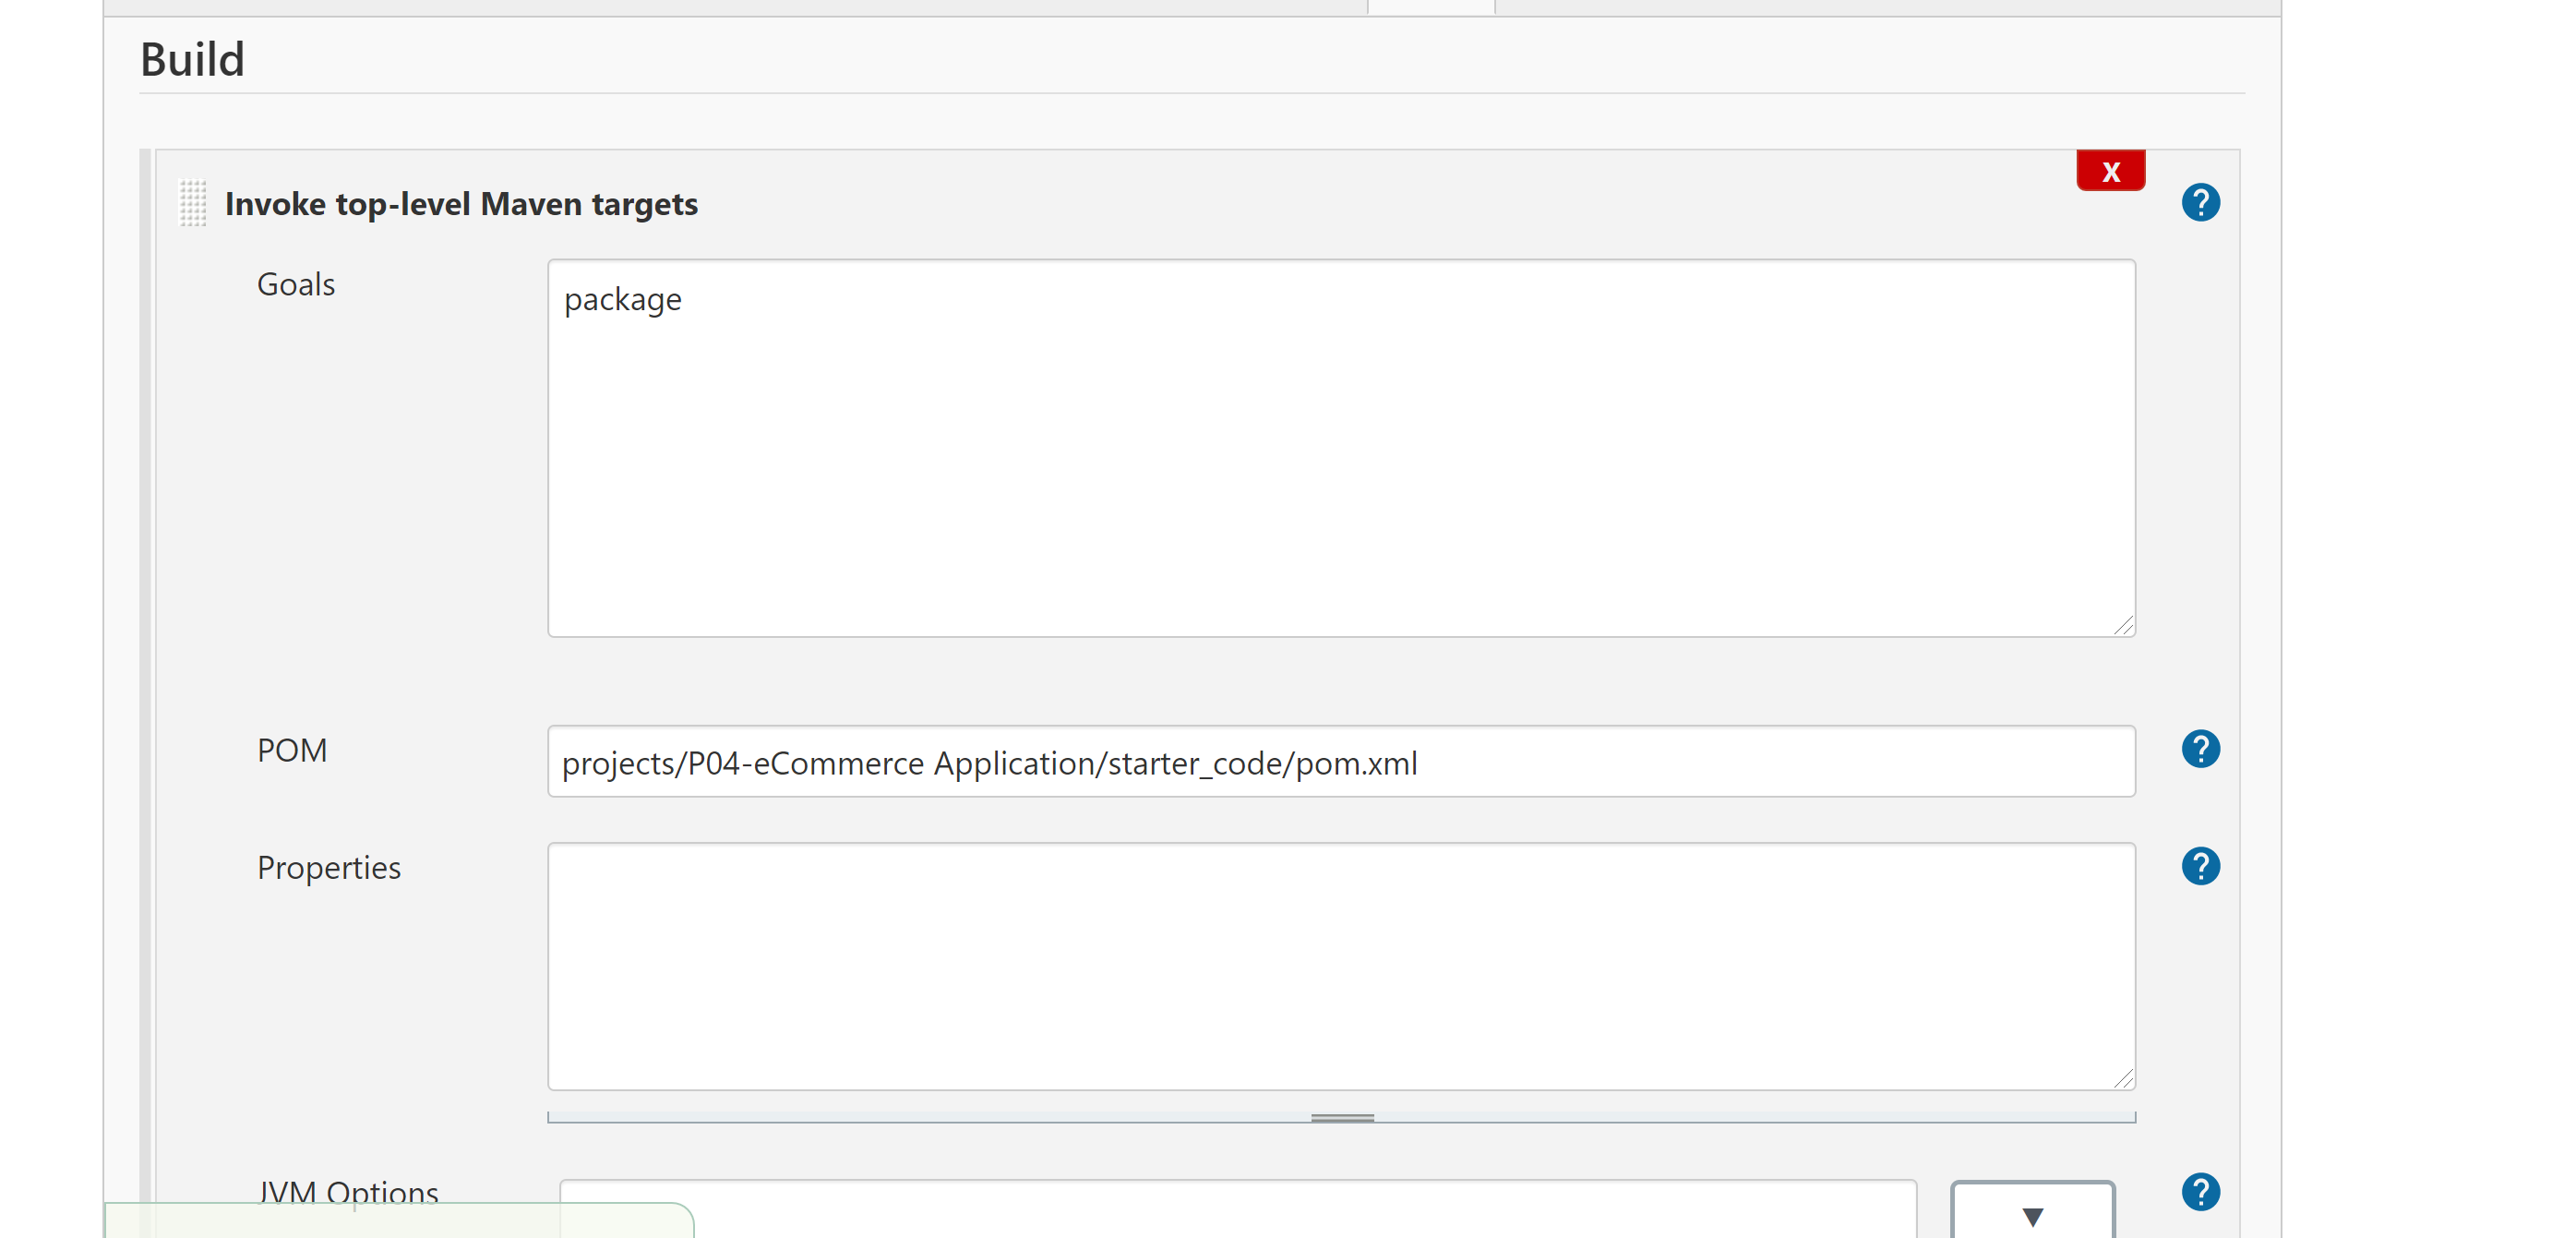 Build
X
Invoke top-level Maven targets
?
Goals
package
POM
projects/P04-eCommerce Application/starter_code/pom.xml
?
Properties
?
JVM Options
?